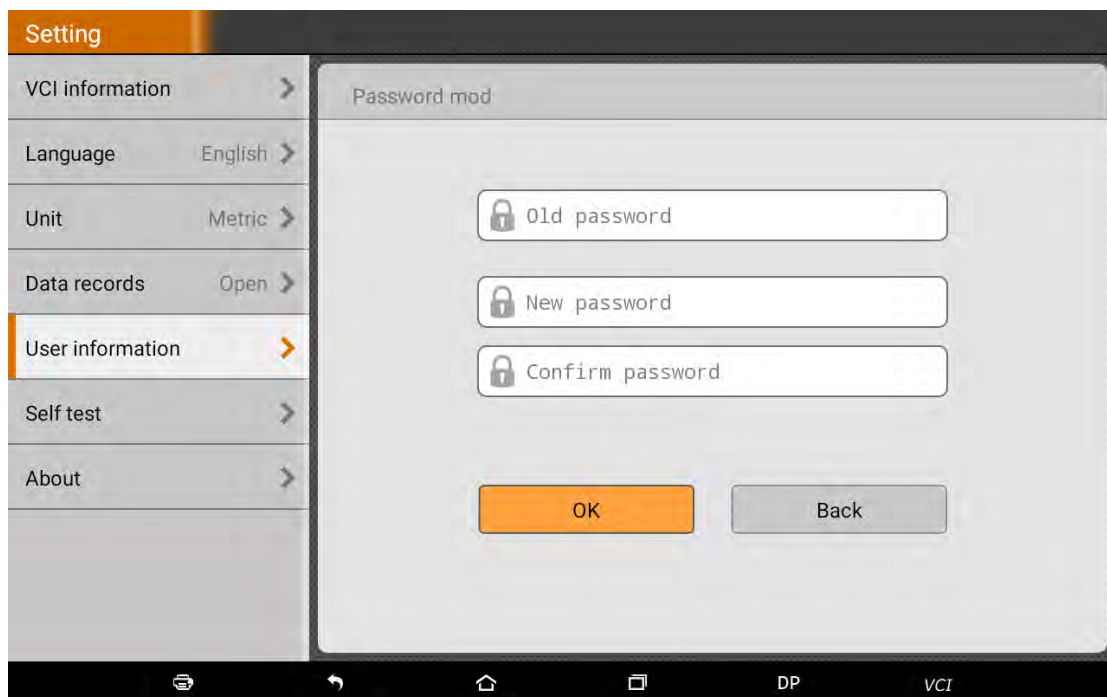 Setting
VCI information
Language English
Unit Metric
Data records Open
User information
Self test
About
Password mod
Old password
New password
Confirm password
OK Back
DP VCI